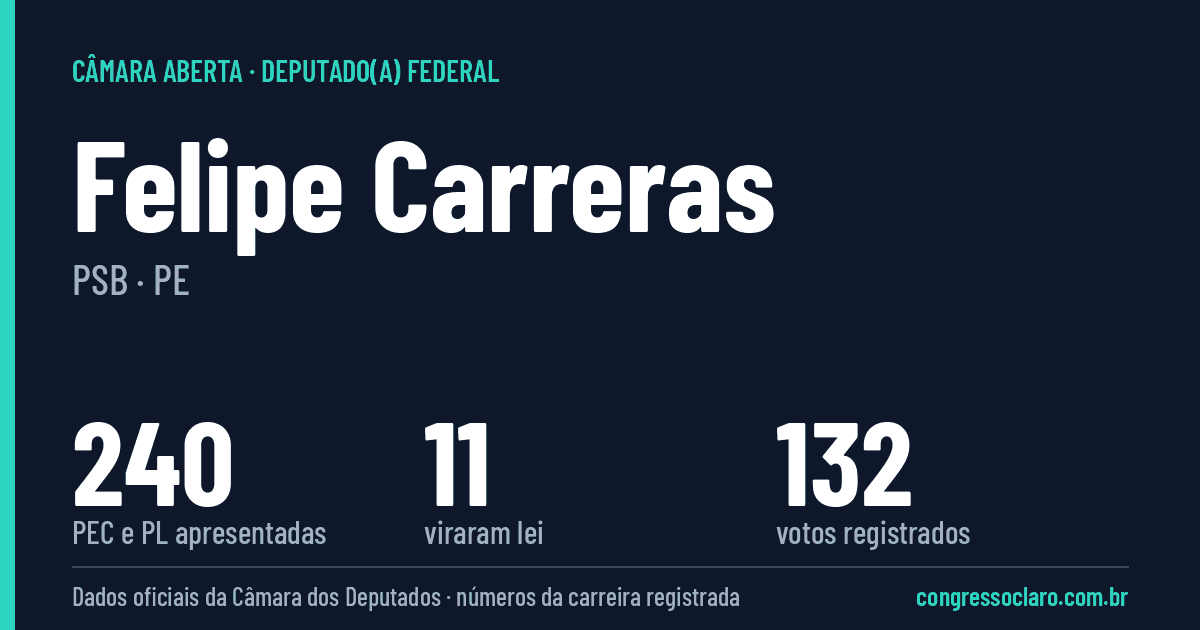 CÂMARA ABERTA · DEPUTADO(A) FEDERAL
Felipe Carreras
PSB · PE
240 11 132
PEC e PL apresentadas viraram lei votos registrados
Dados oficiais da Câmara dos Deputados · números da carreira registrada congressoclaro.com.br